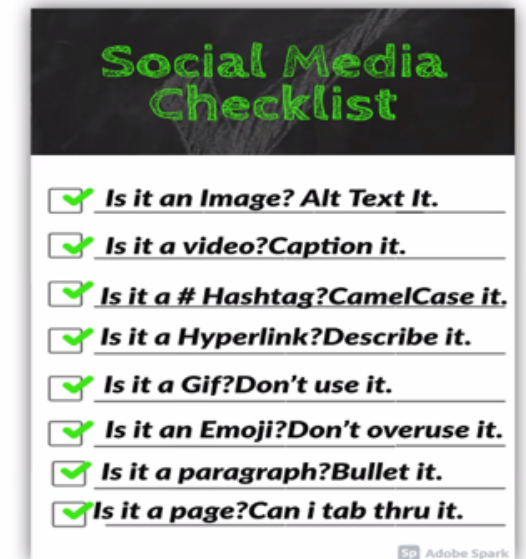 Social Media
Checklist
Is it an Image? Alt Text It.
Is it a video?Caption it.
Is it a # Hashtag?CamelCase it.
Is it a Hyperlink?Describe it.
Is it a Gif?Don't use it.
Is it an Emoji?Don't overuse it.
Is it a paragraph?Bullet it.
Is it a page?Can i tab thru it.
Sp Adobe Spark